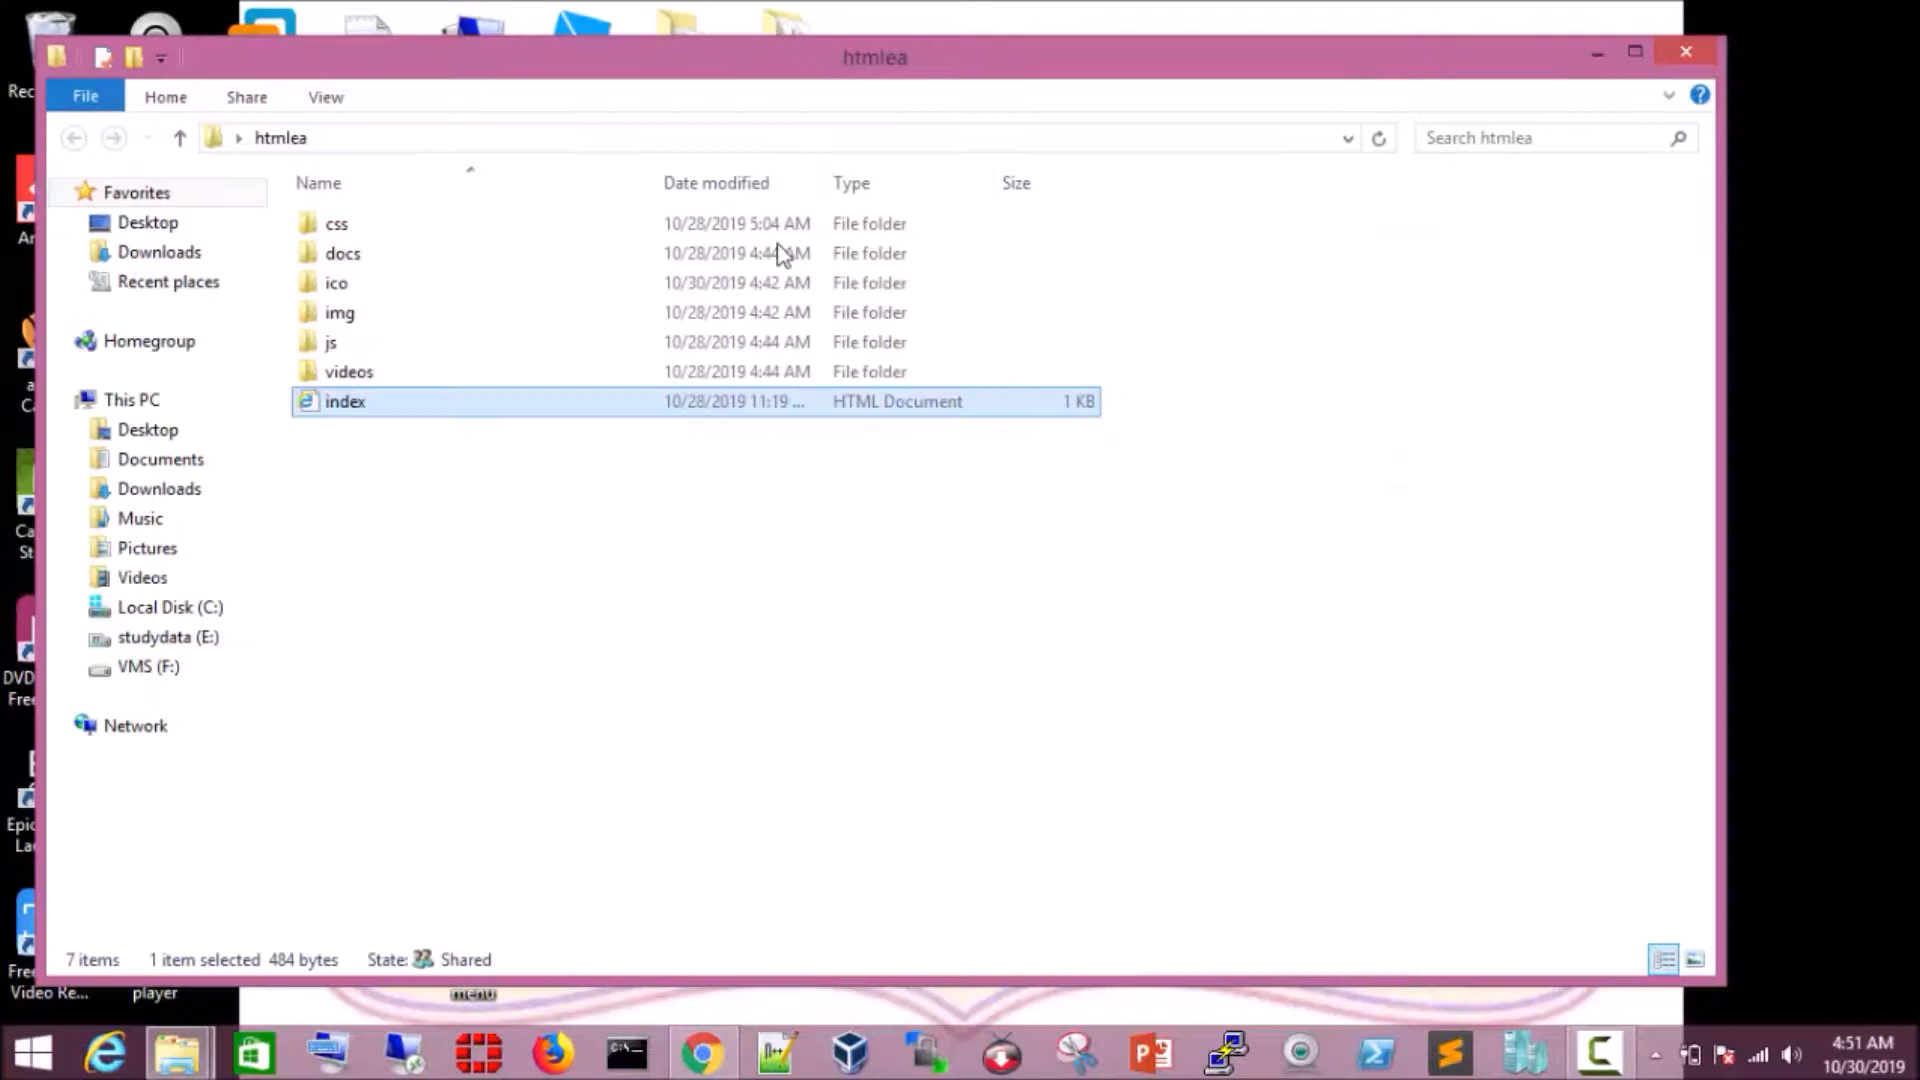 htmlea
File Home Share View
htmlea
Search htmlea
Name Date modified Type Size
Favorites
Desktop
Downloads
Recent places
Homegroup
This PC
Desktop
Documents
Downloads
Music
Pictures
Videos
Local Disk (C:)
studydata (E:)
VMS (F:)
Network
css 10/28/2019 5:04 AM File folder
docs 10/28/2019 4:44 AM File folder
ico 10/30/2019 4:42 AM File folder
img 10/28/2019 4:42 AM File folder
js 10/28/2019 4:44 AM File folder
videos 10/28/2019 4:44 AM File folder
index 10/28/2019 11:19 ... HTML Document 1 KB
7 items 1 item selected 484 bytes State: Shared
Rec
Ar
a
Ca
Ca
St
DVD
Free
Epic
La
Free
Video Re...
player
menu
4:51 AM
10/30/2019